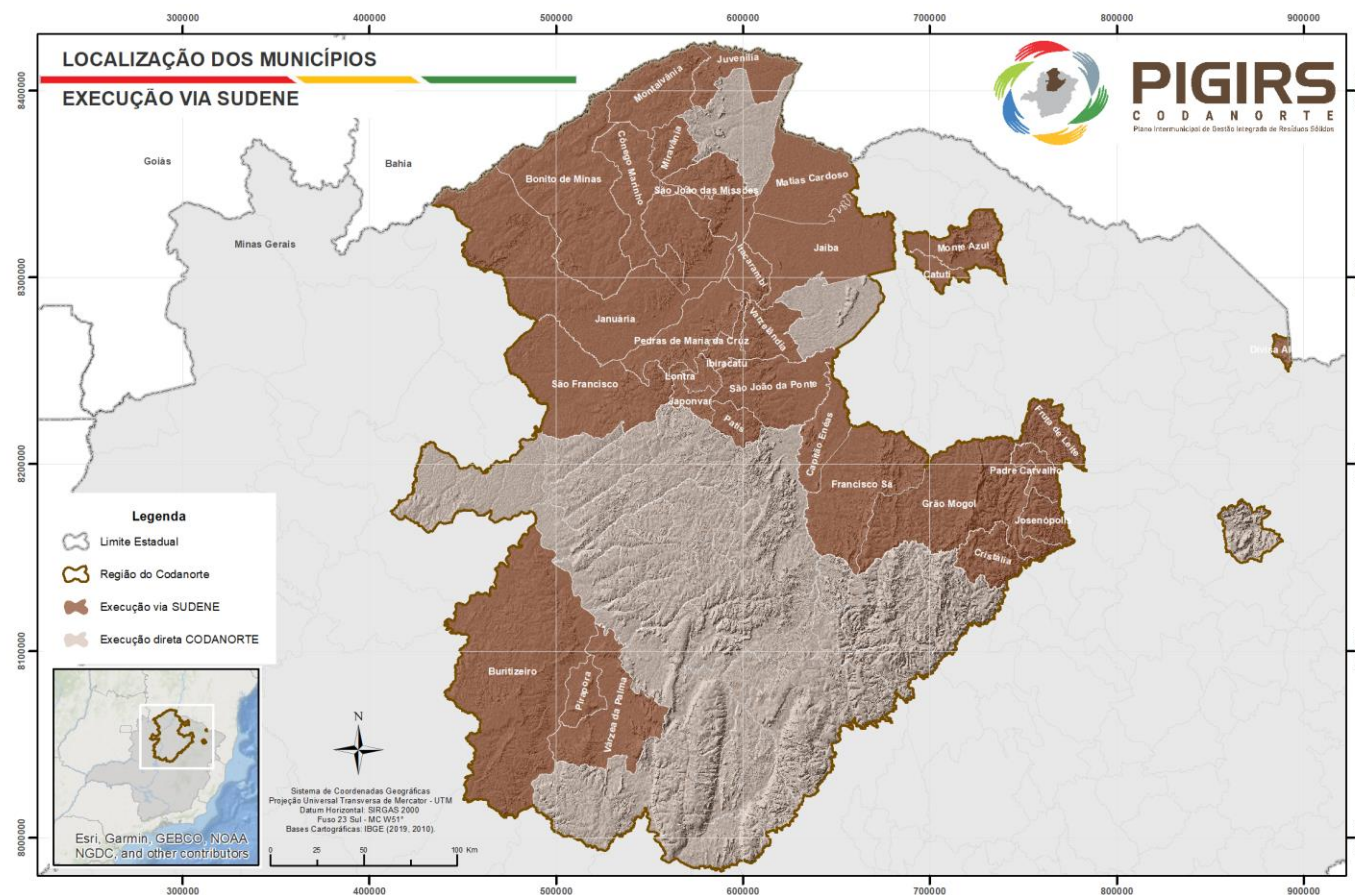 300000 400000 500000 600000 700000 800000 900000
LOCALIZAÇÃO DOS MUNICÍPIOS
EXECUÇÃO VIA SUDENE
PIGIRS
CODANORTE
Plano Intermunicipal de Gestão Integrada de Resíduos Sólidos
8400000
8300000
8200000
8100000
8000000
Goiás
Bahia
Minas Gerais
Juvenília
Montalvânia
Miravânia
Cônego Marinho
Bonito de Minas
São João das Missões
Matias Cardoso
Jaíba
Itacarambi
Monte Azul
Catuti
Januária
Varzelândia
Pedras de Maria da Cruz
Ibiracatu
Lontra
São Francisco
São João da Ponte
Japonvar
Patis
Capitão Enéas
Francisco Sá
Grão Mogol
Fruta de Leite
Padre Carvalho
Josenópolis
Cristália
Buritizeiro
Pirapora
Várzea da Palma
Legenda
Limite Estadual
Região do Codanorte
Execução via SUDENE
Execução direta CODANORTE
Esri, Garmin, GEBCO, NOAA
NGDC, and other contributors
N
Sistema de Coordenadas Geográficas
Projeção Universal Transversa de Mercator - UTM
Datum Horizontal: SIRGAS 2000
Fuso 23 Sul - MC W51°
Bases Cartográficas: IBGE (2019, 2010).
0 25 50 100 Km
300000 400000 500000 600000 700000 800000 900000